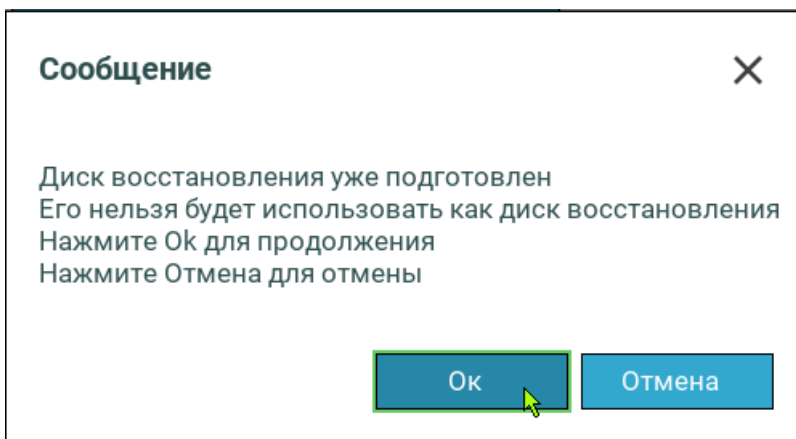 Сообщение
Диск восстановления уже подготовлен
Его нельзя будет использовать как диск восстановления
Нажмите Ok для продолжения
Нажмите Отмена для отмены
Ок
Отмена